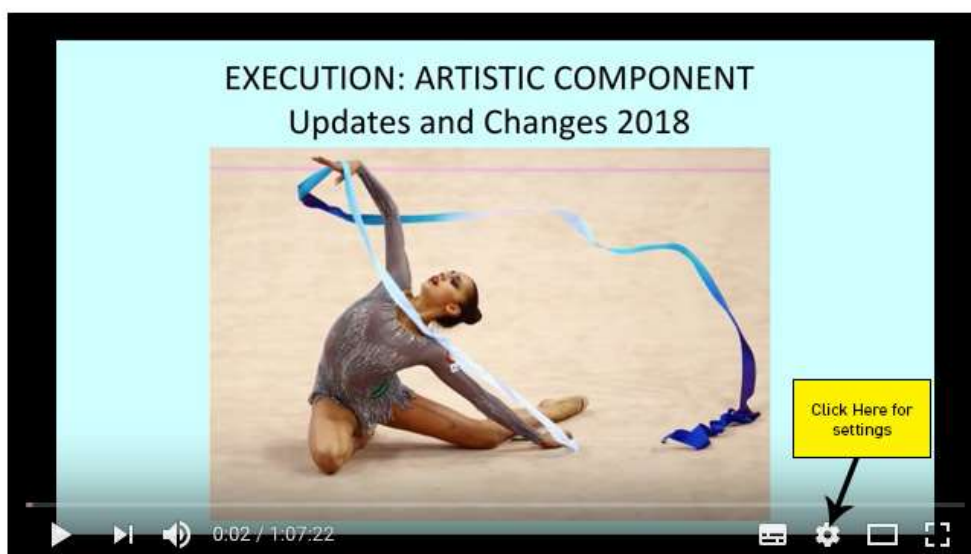 EXECUTION: ARTISTIC COMPONENT
Updates and Changes 2018
Click Here for
settings
0:02 / 1:07:22